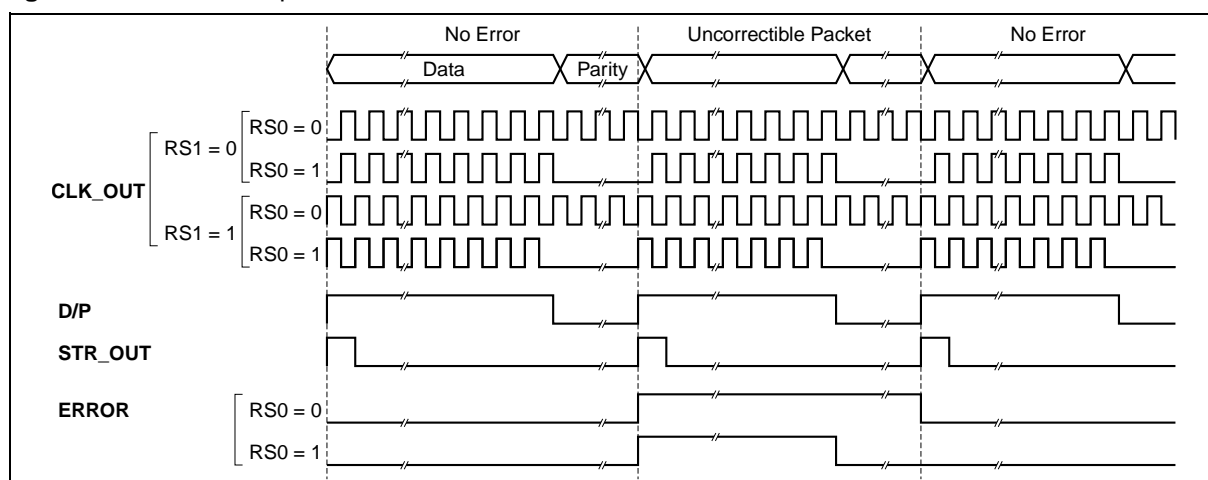 No Error Uncorrectible Packet No Error
Data Parity
CLK_OUT
RS1 = 0
RS0 = 0
RS0 = 1
RS1 = 1
RS0 = 0
RS0 = 1
D/P
STR_OUT
ERROR
RS0 = 0
RS0 = 1